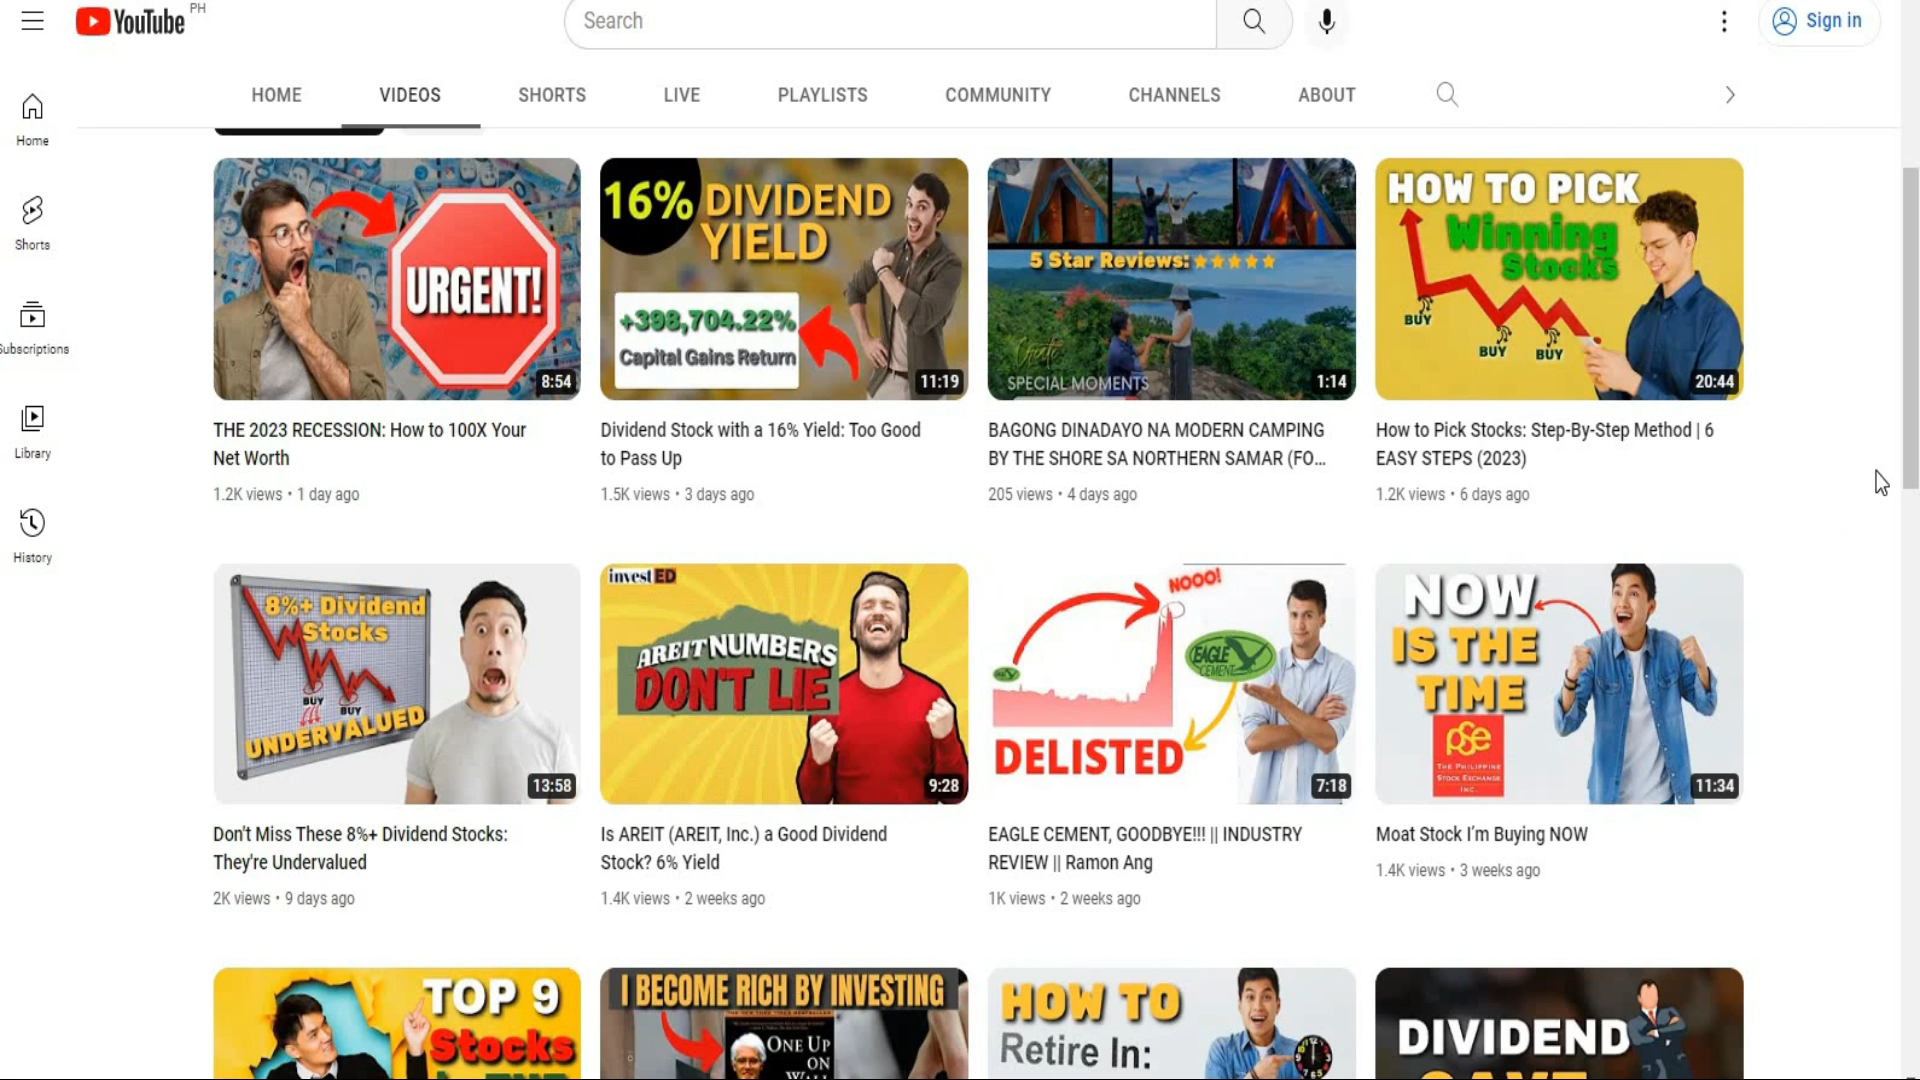 YouTube PH
Search
Sign in
HOME VIDEOS SHORTS LIVE PLAYLISTS COMMUNITY CHANNELS ABOUT
Home
Shorts
Subscriptions
Library
History
URGENT!
8:54
16% DIVIDEND
YIELD
+398,704.22%
Capital Gains Return
11:19
5 Star Reviews:
Create
SPECIAL MOMENTS
1:14
HOW TO PICK
Winning
Stocks
BUY
BUY
BUY
20:44
THE 2023 RECESSION: How to 100X Your
Net Worth
1.2K views • 1 day ago
Dividend Stock with a 16% Yield: Too Good
to Pass Up
1.5K views • 3 days ago
BAGONG DINADAYO NA MODERN CAMPING
BY THE SHORE SA NORTHERN SAMAR (FO...
205 views • 4 days ago
How to Pick Stocks: Step-By-Step Method | 6
EASY STEPS (2023)
1.2K views • 6 days ago
8%+ Dividend
Stocks
BUY
BUY
UNDERVALUED
13:58
invest ED
AREIT NUMBERS
DON'T LIE
9:28
NOOO!
EAGLE
CEMENT
DELISTED
7:18
NOW
IS THE
TIME
pse
THE PHILIPPINE
STOCK EXCHANGE
INC.
11:34
Don't Miss These 8%+ Dividend Stocks:
They're Undervalued
2K views • 9 days ago
Is AREIT (AREIT, Inc.) a Good Dividend
Stock? 6% Yield
1.4K views • 2 weeks ago
EAGLE CEMENT, GOODBYE!!! || INDUSTRY
REVIEW || Ramon Ang
1K views • 2 weeks ago
Moat Stock I'm Buying NOW
1.4K views • 3 weeks ago
TOP 9
Stocks
I BECOME RICH BY INVESTING
ONE UP
ON
WALL
HOW TO
Retire In:
DIVIDEND